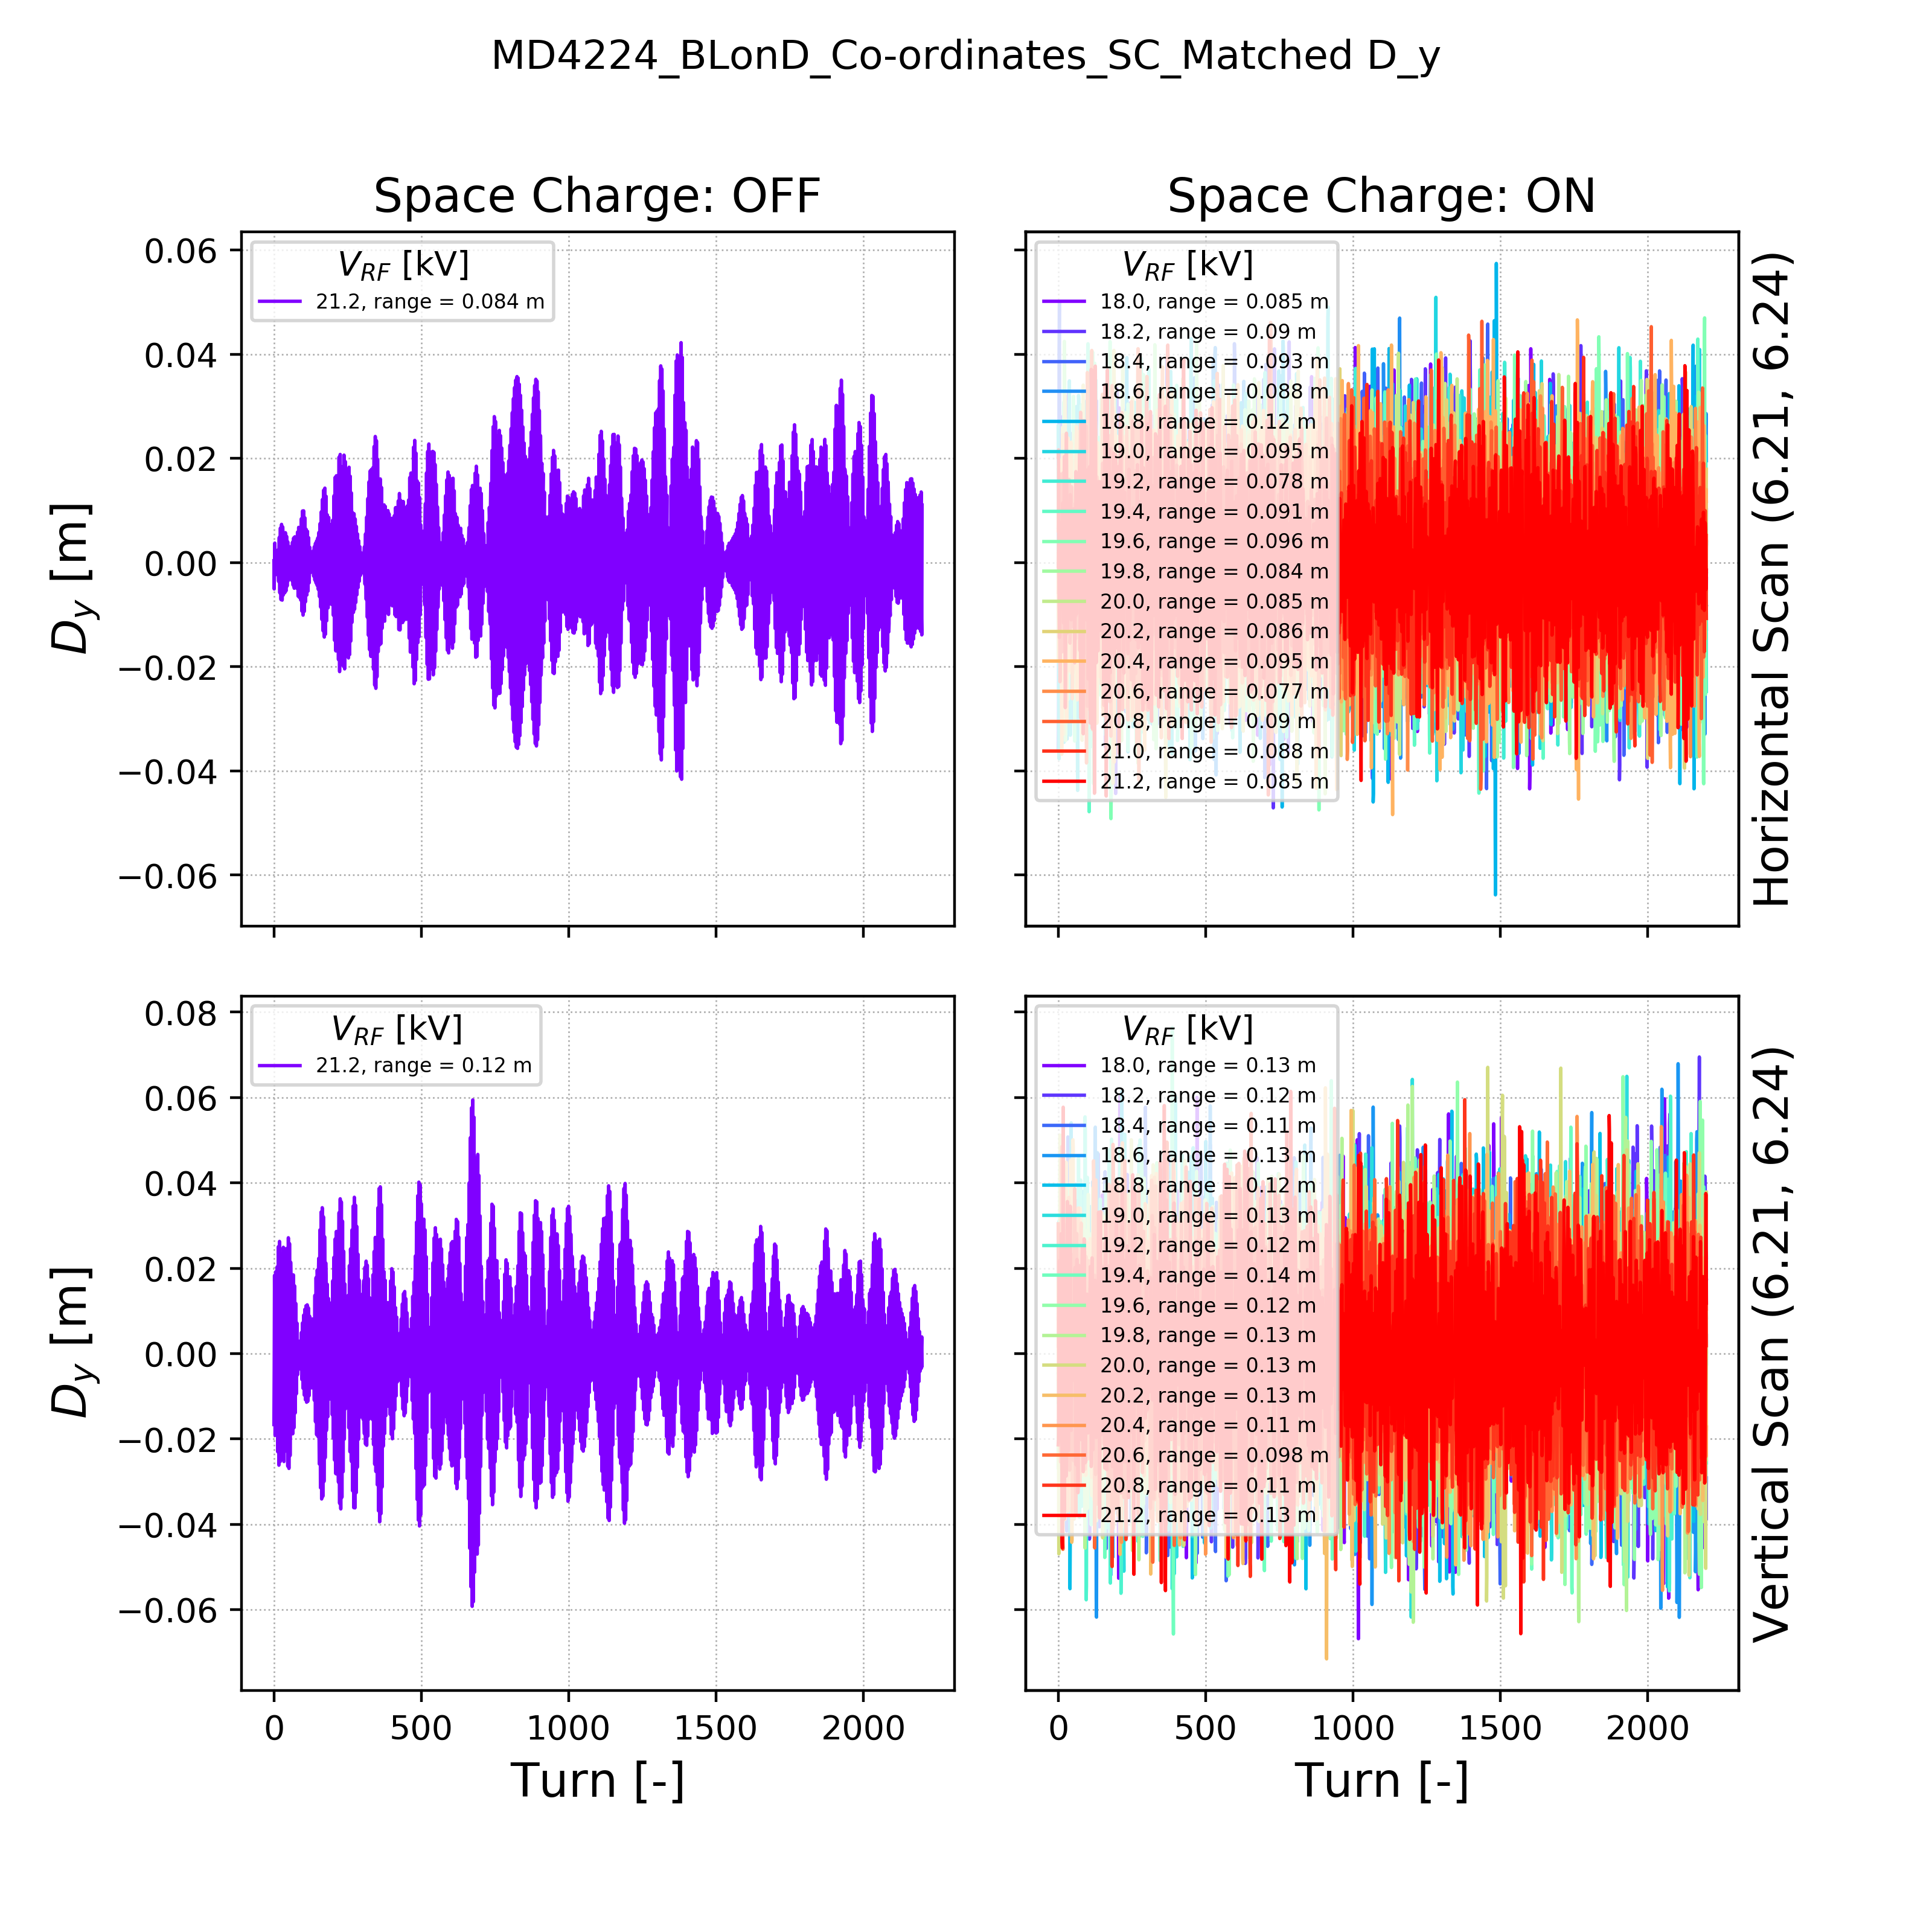 MD4224_BLonD_Co-ordinates_SC_Matched D_y
Space Charge: OFF
Space Charge: ON
0.06
0.04
0.02
0.00
−0.02
−0.04
−0.06
D_y [m]
V_RF [kV]
21.2, range = 0.084 m
V_RF [kV]
18.0, range = 0.085 m
18.2, range = 0.09 m
18.4, range = 0.093 m
18.6, range = 0.088 m
18.8, range = 0.12 m
19.0, range = 0.095 m
19.2, range = 0.078 m
19.4, range = 0.091 m
19.6, range = 0.096 m
19.8, range = 0.084 m
20.0, range = 0.085 m
20.2, range = 0.086 m
20.4, range = 0.095 m
20.6, range = 0.077 m
20.8, range = 0.09 m
21.0, range = 0.088 m
21.2, range = 0.085 m
Horizontal Scan (6.21, 6.24)
0.08
0.06
0.04
0.02
0.00
−0.02
−0.04
−0.06
D_y [m]
V_RF [kV]
21.2, range = 0.12 m
V_RF [kV]
18.0, range = 0.13 m
18.2, range = 0.12 m
18.4, range = 0.11 m
18.6, range = 0.13 m
18.8, range = 0.12 m
19.0, range = 0.13 m
19.2, range = 0.12 m
19.4, range = 0.14 m
19.6, range = 0.12 m
19.8, range = 0.13 m
20.0, range = 0.13 m
20.2, range = 0.13 m
20.4, range = 0.11 m
20.6, range = 0.098 m
20.8, range = 0.11 m
21.2, range = 0.13 m
Vertical Scan (6.21, 6.24)
0 500 1000 1500 2000
0 500 1000 1500 2000
Turn [-]
Turn [-]